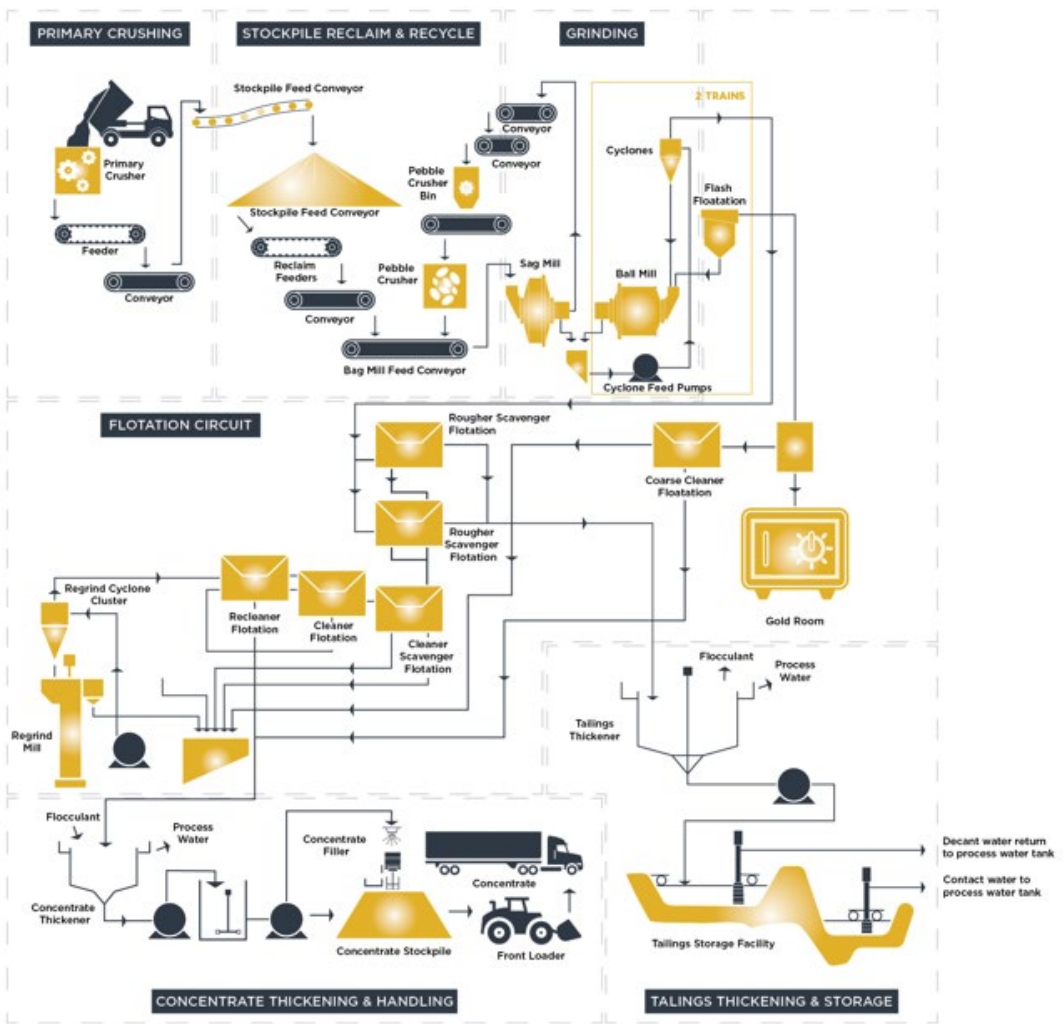 PRIMARY CRUSHING
STOCKPILE RECLAIM & RECYCLE
GRINDING
Stockpile Feed Conveyor
2 TRAINS
Conveyor
Cyclones
Conveyor
Primary
Crusher
Pebble
Crusher
Bin
Flash
Floatation
Stockpile Feed Conveyor
Feeder
Reclaim
Feeders
Pebble
Crusher
Sag Mill
Ball Mill
Conveyor
Conveyor
Bag Mill Feed Conveyor
Cyclone Feed Pumps
FLOTATION CIRCUIT
Rougher Scavenger
Flotation
Coarse Cleaner
Floatation
Rougher
Scavenger
Flotation
Regrind Cyclone
Cluster
Recleaner
Flotation
Cleaner
Flotation
Cleaner
Scavenger
Flotation
Gold Room
Regrind
Mill
Flocculant
Process
Water
Tailings
Thickener
Flocculant
Process
Water
Concentrate
Filler
Concentrate
Thickener
Concentrate
Concentrate Stockpile
Front Loader
Decant water return
to process water tank
Contact water to
process water tank
Tailings Storage Facility
CONCENTRATE THICKENING & HANDLING
TALINGS THICKENING & STORAGE